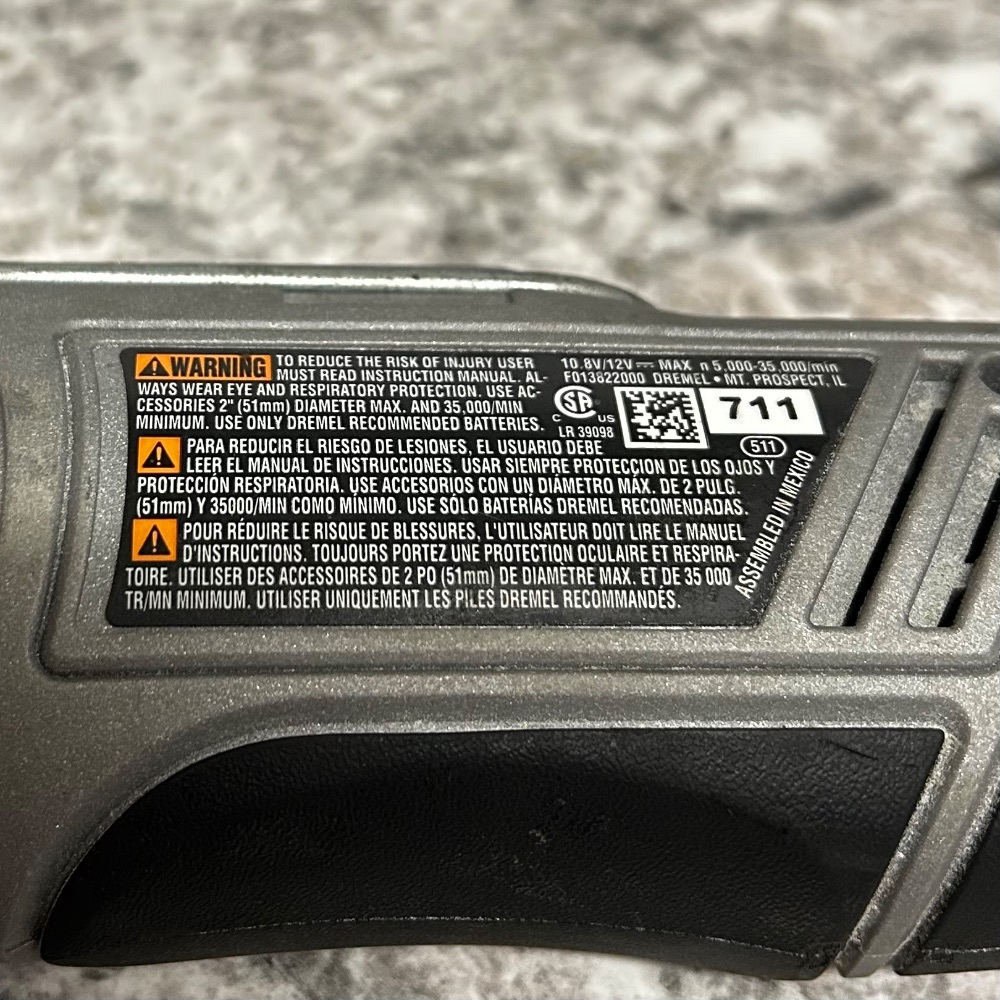 WARNING TO REDUCE THE RISK OF INJURY USER
MUST READ INSTRUCTION MANUAL. AL-
WAYS WEAR EYE AND RESPIRATORY PROTECTION. USE AC-
CESSORIES 2" (51mm) DIAMETER MAX. AND 35,000/MIN
MINIMUM. USE ONLY DREMEL RECOMMENDED BATTERIES.
10.8V/12V MAX n 5,000-35,000/min
F013822000 DREMEL • MT. PROSPECT, IL
C SA US
LR 39098
711
511
PARA REDUCIR EL RIESGO DE LESIONES, EL USUARIO DEBE
LEER EL MANUAL DE INSTRUCCIONES. USAR SIEMPRE PROTECCION DE LOS OJOS Y
PROTECCIÓN RESPIRATORIA. USE ACCESORIOS CON UN DIÁMETRO MÁX. DE 2 PULG.
(51mm) Y 35000/MIN COMO MÍNIMO. USE SÓLO BATERÍAS DREMEL RECOMENDADAS.
POUR RÉDUIRE LE RISQUE DE BLESSURES, L'UTILISATEUR DOIT LIRE LE MANUEL
D'INSTRUCTIONS. TOUJOURS PORTEZ UNE PROTECTION OCULAIRE ET RESPIRA-
TOIRE. UTILISER DES ACCESSOIRES DE 2 PO (51mm) DE DIAMÈTRE MAX. ET DE 35 000
TR/MN MINIMUM. UTILISER UNIQUEMENT LES PILES DREMEL RECOMMANDÉS.
ASSEMBLED IN MEXICO